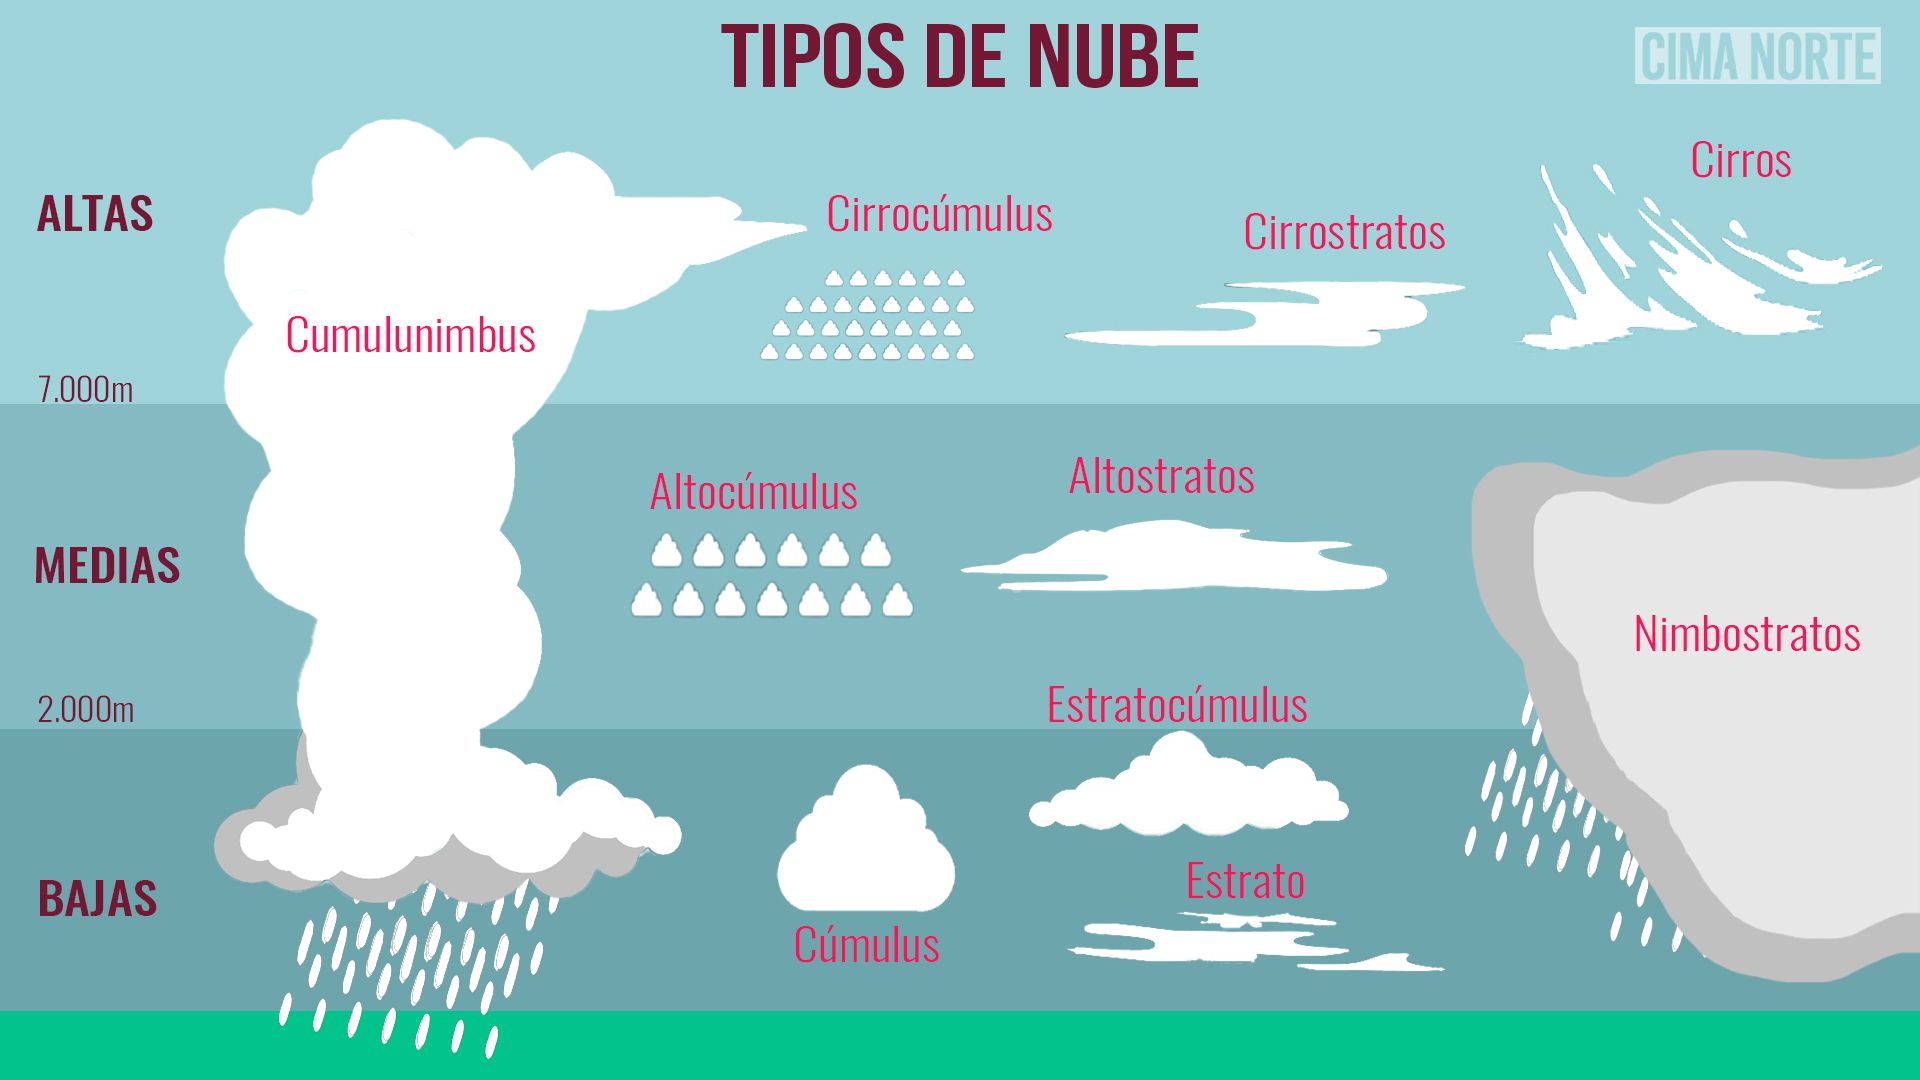 TIPOS DE NUBE
CIMA NORTE
Cirros
ALTAS
Cirrocúmulus
Cirrostratos
Cumulunimbus
7.000m
Altocúmulus
Altostratos
MEDIAS
Nimbostratos
2.000m
Estratocúmulus
BAJAS
Estrato
Cúmulus